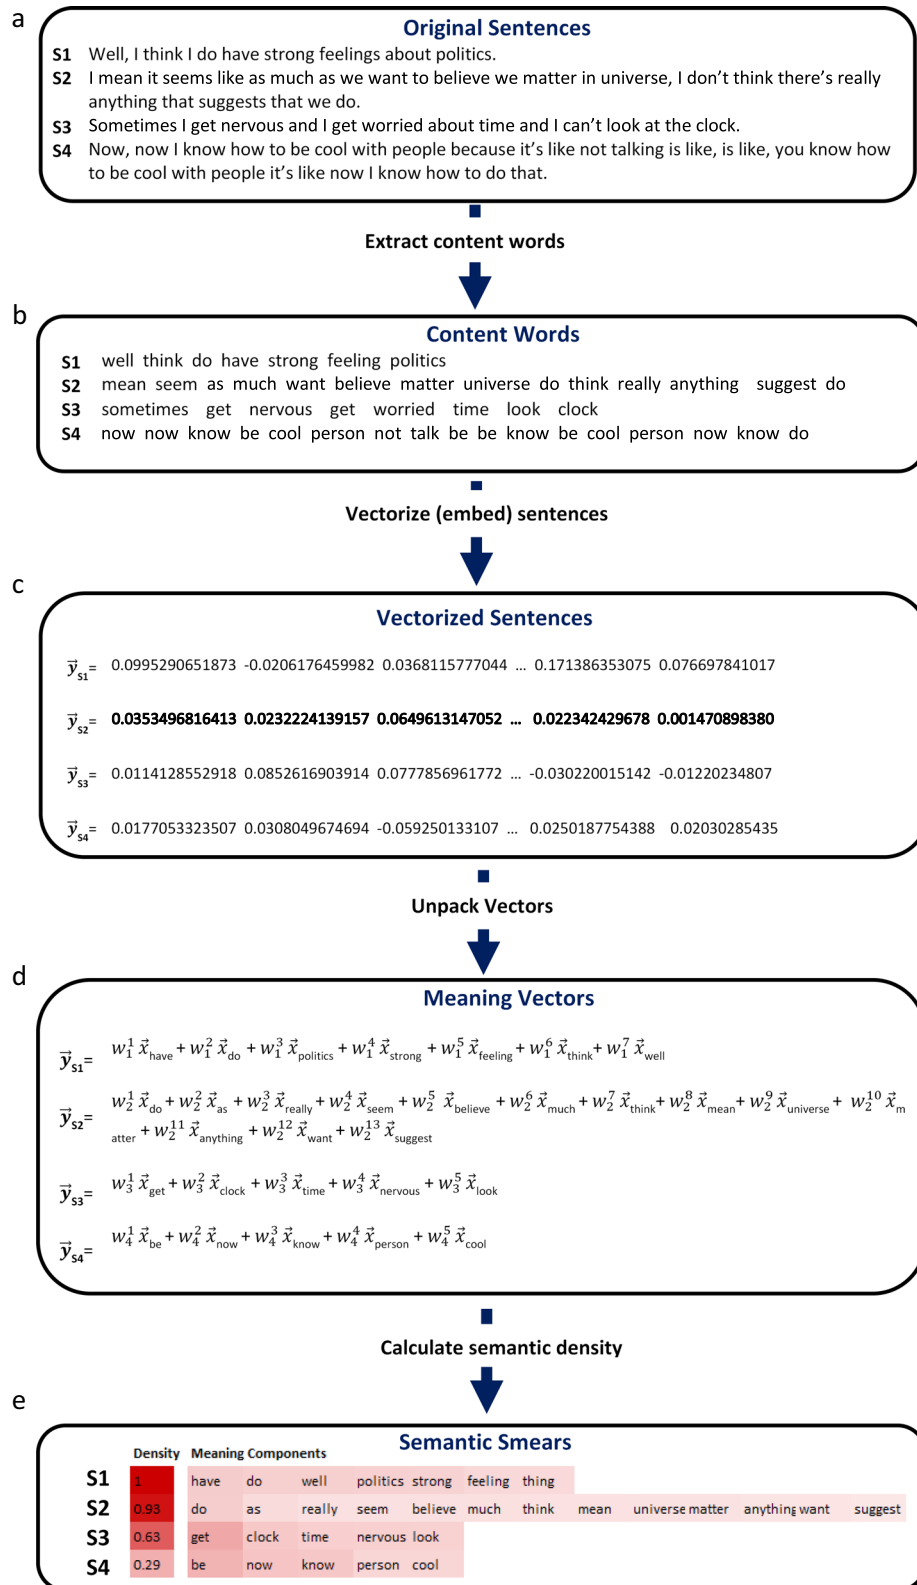 a
Original Sentences
S1 Well, I think I do have strong feelings about politics.
S2 I mean it seems like as much as we want to believe we matter in universe, I don't think there's really
anything that suggests that we do.
S3 Sometimes I get nervous and I get worried about time and I can't look at the clock.
S4 Now, now I know how to be cool with people because it's like not talking is like, is like, you know how
to be cool with people it's like now I know how to do that.
Extract content words
b
Content Words
S1 well think do have strong feeling politics
S2 mean seem as much want believe matter universe do think really anything suggest do
S3 sometimes get nervous get worried time look clock
S4 now now know be cool person not talk be be know be cool person now know do
Vectorize (embed) sentences
c
Vectorized Sentences
y⃗S1= 0.0995290651873 -0.0206176459982 0.0368115777044 ... 0.171386353075 0.076697841017
y⃗S2= 0.0353496816413 0.0232224139157 0.0649613147052 ... 0.022342429678 0.001470898380
y⃗S3= 0.0114128552918 0.0852616903914 0.0777856961772 ... -0.030220015142 -0.01220234807
y⃗S4= 0.0177053323507 0.0308049674694 -0.059250133107 ... 0.0250187754388 0.02030285435
Unpack Vectors
d
Meaning Vectors
y⃗S1= w₁¹ x⃗have + w₁² x⃗do + w₁³ x⃗politics + w₁⁴ x⃗strong + w₁⁵ x⃗feeling + w₁⁶ x⃗think + w₁⁷ x⃗well
y⃗S2= w₂¹ x⃗do + w₂² x⃗as + w₂³ x⃗really + w₂⁴ x⃗seem + w₂⁵ x⃗believe + w₂⁶ x⃗much + w₂⁷ x⃗think + w₂⁸ x⃗mean + w₂⁹ x⃗universe + w₂¹⁰ x⃗m
atter + w₂¹¹ x⃗anything + w₂¹² x⃗want + w₂¹³ x⃗suggest
y⃗S3= w₃¹ x⃗get + w₃² x⃗clock + w₃³ x⃗time + w₃⁴ x⃗nervous + w₃⁵ x⃗look
y⃗S4= w₄¹ x⃗be + w₄² x⃗now + w₄³ x⃗know + w₄⁴ x⃗person + w₄⁵ x⃗cool
Calculate semantic density
e
Semantic Smears
Density Meaning Components
S1 1 have do well politics strong feeling thing
S2 0.93 do as really seem believe much think mean universe matter anything want suggest
S3 0.63 get clock time nervous look
S4 0.29 be now know person cool